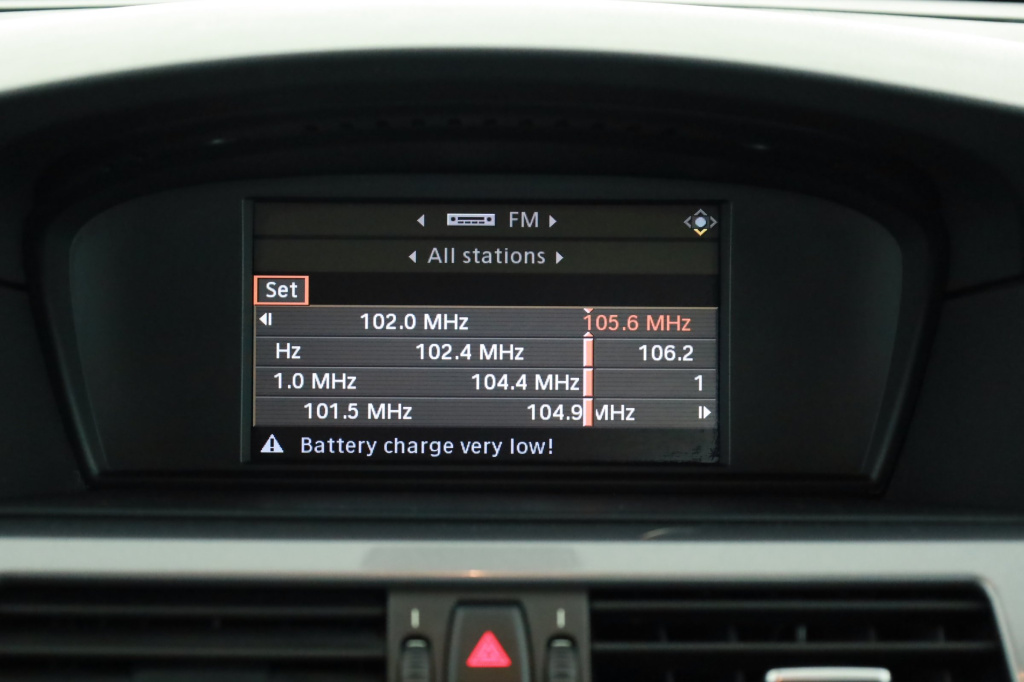 FM
All stations
Set
102.0 MHz 105.6 MHz
Hz 102.4 MHz 106.2
1.0 MHz 104.4 MHz 1
101.5 MHz 104.9 MHz
Battery charge very low!